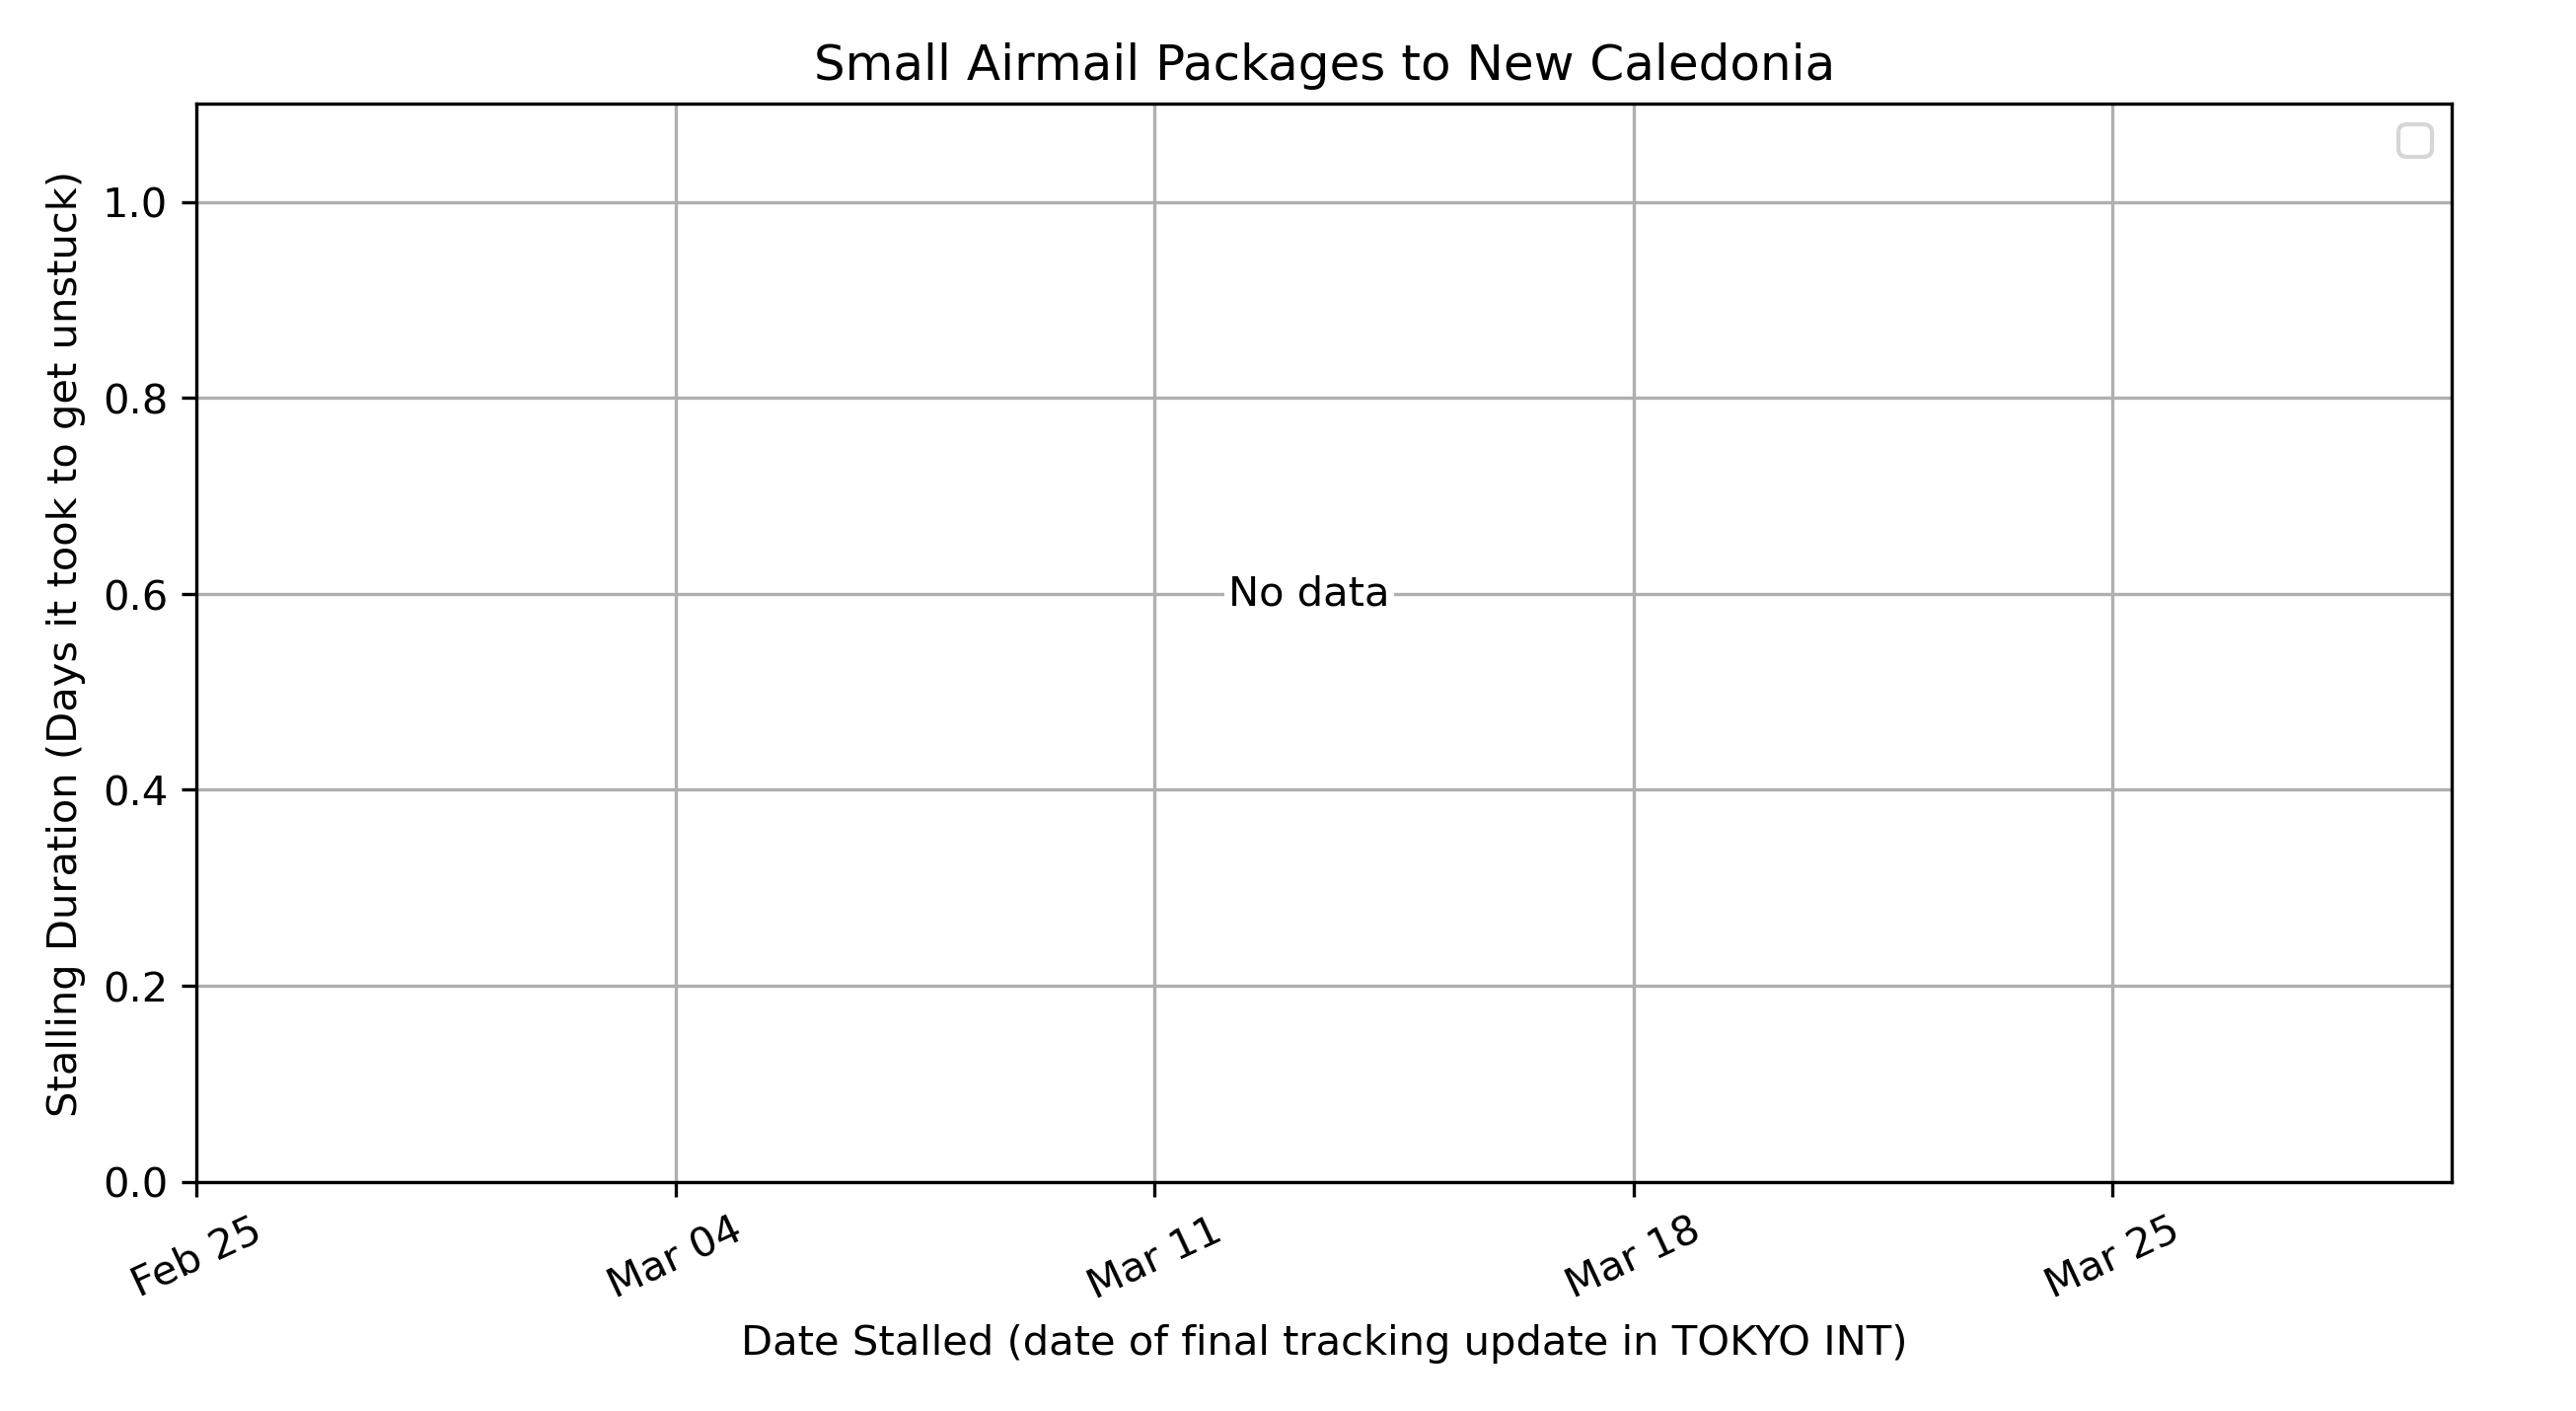 Small Airmail Packages to New Caledonia
Stalling Duration (Days it took to get unstuck)
1.0
0.8
0.6
0.4
0.2
0.0
No data
Feb 25
Mar 04
Mar 11
Mar 18
Mar 25
Date Stalled (date of final tracking update in TOKYO INT)